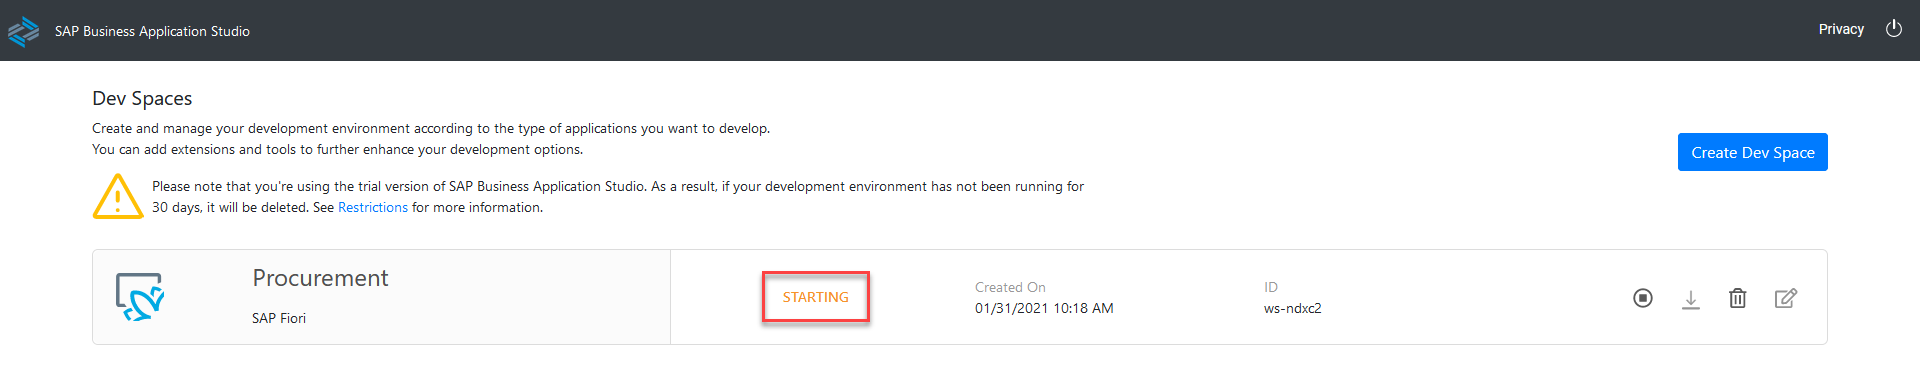 SAP Business Application Studio
Privacy
Dev Spaces
Create and manage your development environment according to the type of applications you want to develop.
You can add extensions and tools to further enhance your development options.
Create Dev Space
Please note that you're using the trial version of SAP Business Application Studio. As a result, if your development environment has not been running for
30 days, it will be deleted. See Restrictions for more information.
Procurement
SAP Fiori
STARTING
Created On
01/31/2021 10:18 AM
ID
ws-ndxc2